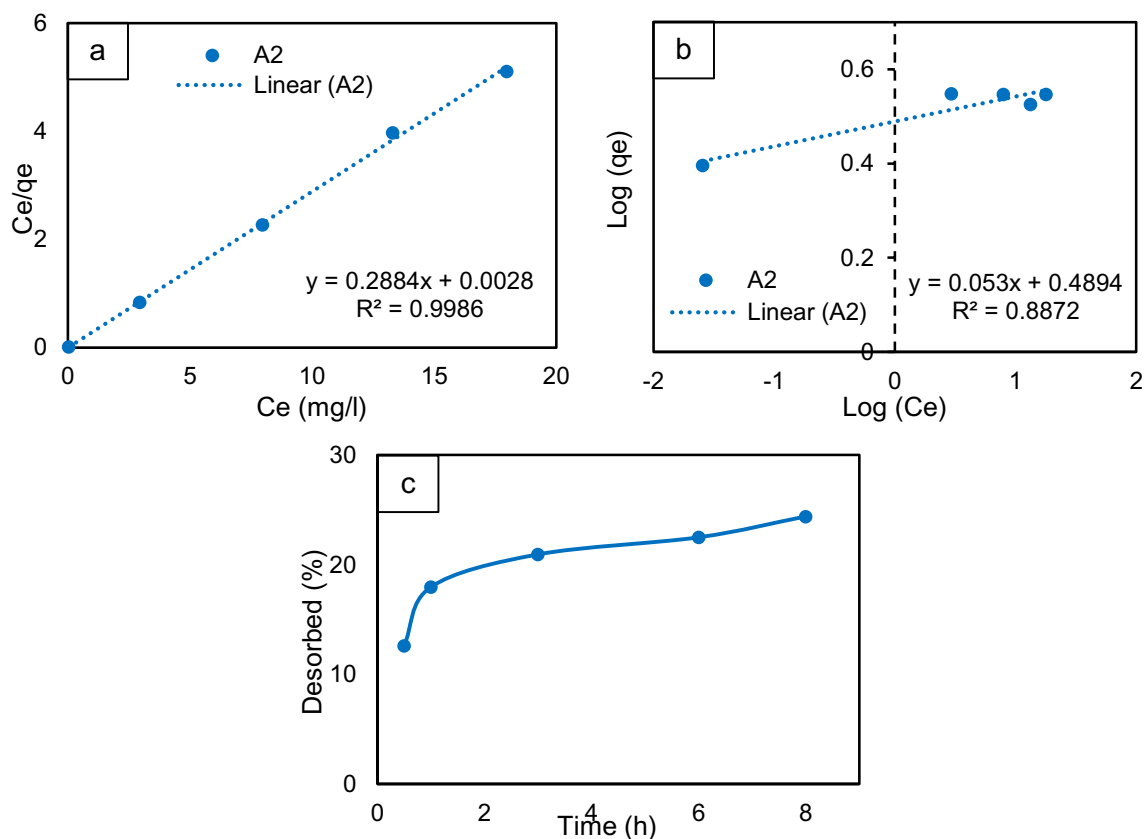 a
A2
Linear (A2)
6
4
2
0
Ce/qe
y = 0.2884x + 0.0028
R² = 0.9986
0 5 10 15 20
Ce (mg/l)
b
0.6
0.4
0.2
0
Log (qe)
A2
Linear (A2)
y = 0.053x + 0.4894
R² = 0.8872
-2 -1 0 1 2
Log (Ce)
c
30
20
10
0
Desorbed (%)
0 2 4 6 8
Time (h)